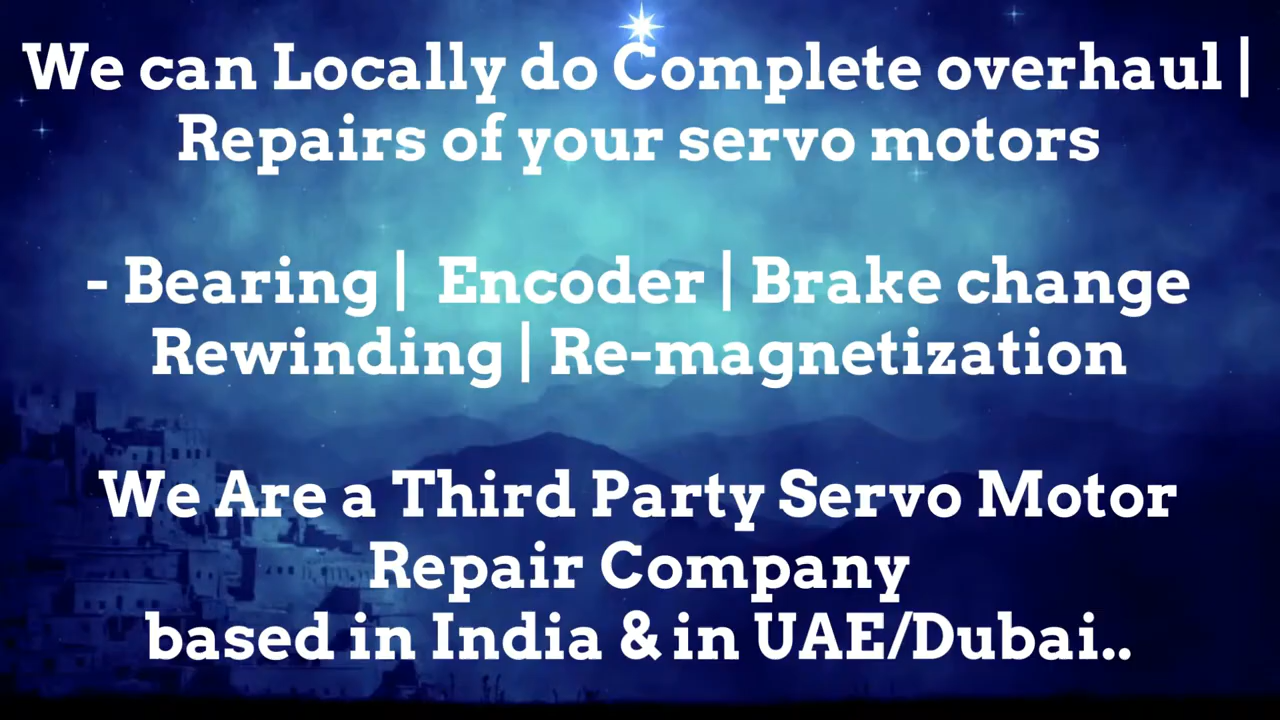 We can Locally do Complete overhaul |
Repairs of your servo motors
- Bearing | Encoder | Brake change
Rewinding | Re-magnetization
We Are a Third Party Servo Motor
Repair Company
based in India & in UAE/Dubai..